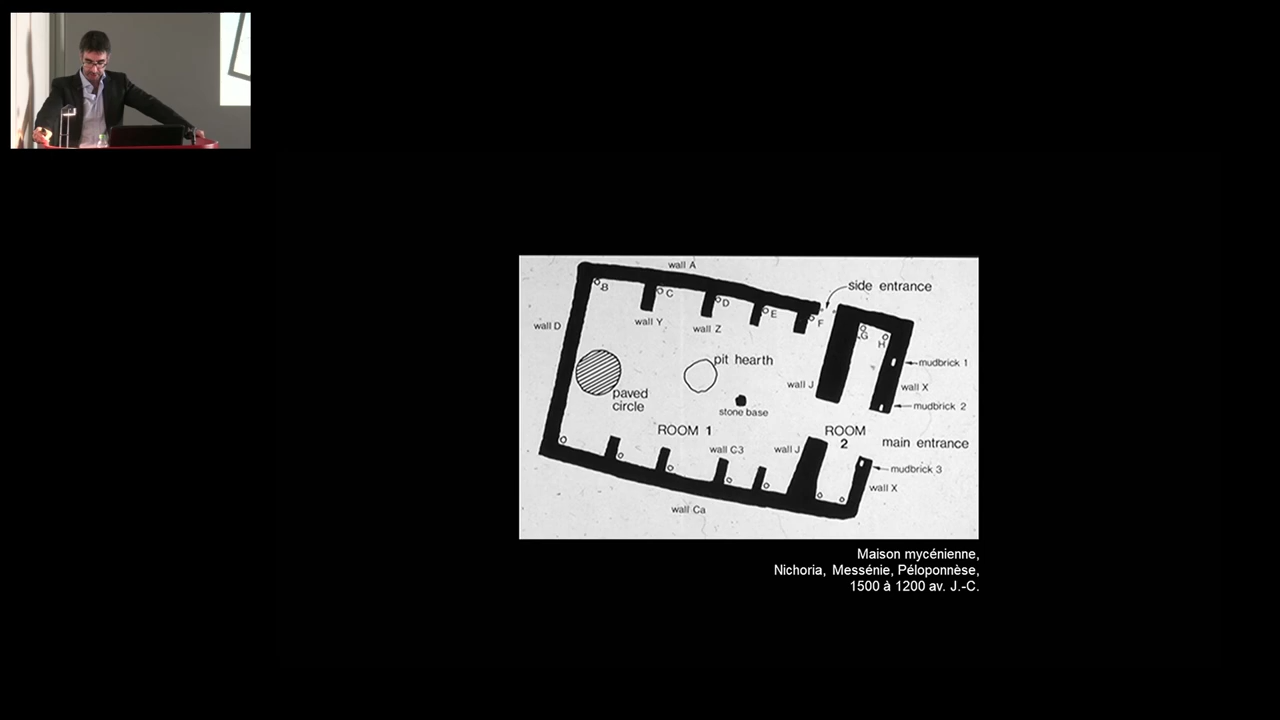 wall A
side entrance
B
C
D
E
F
G
H
wall D
wall Y
wall Z
mudbrick 1
pit hearth
wall J
wall X
paved
circle
mudbrick 2
stone base
ROOM 1
ROOM
2
main entrance
wall C3
wall J
mudbrick 3
wall X
wall Ca
Maison mycénienne,
Nichoria, Messénie, Péloponnèse,
1500 à 1200 av. J.-C.